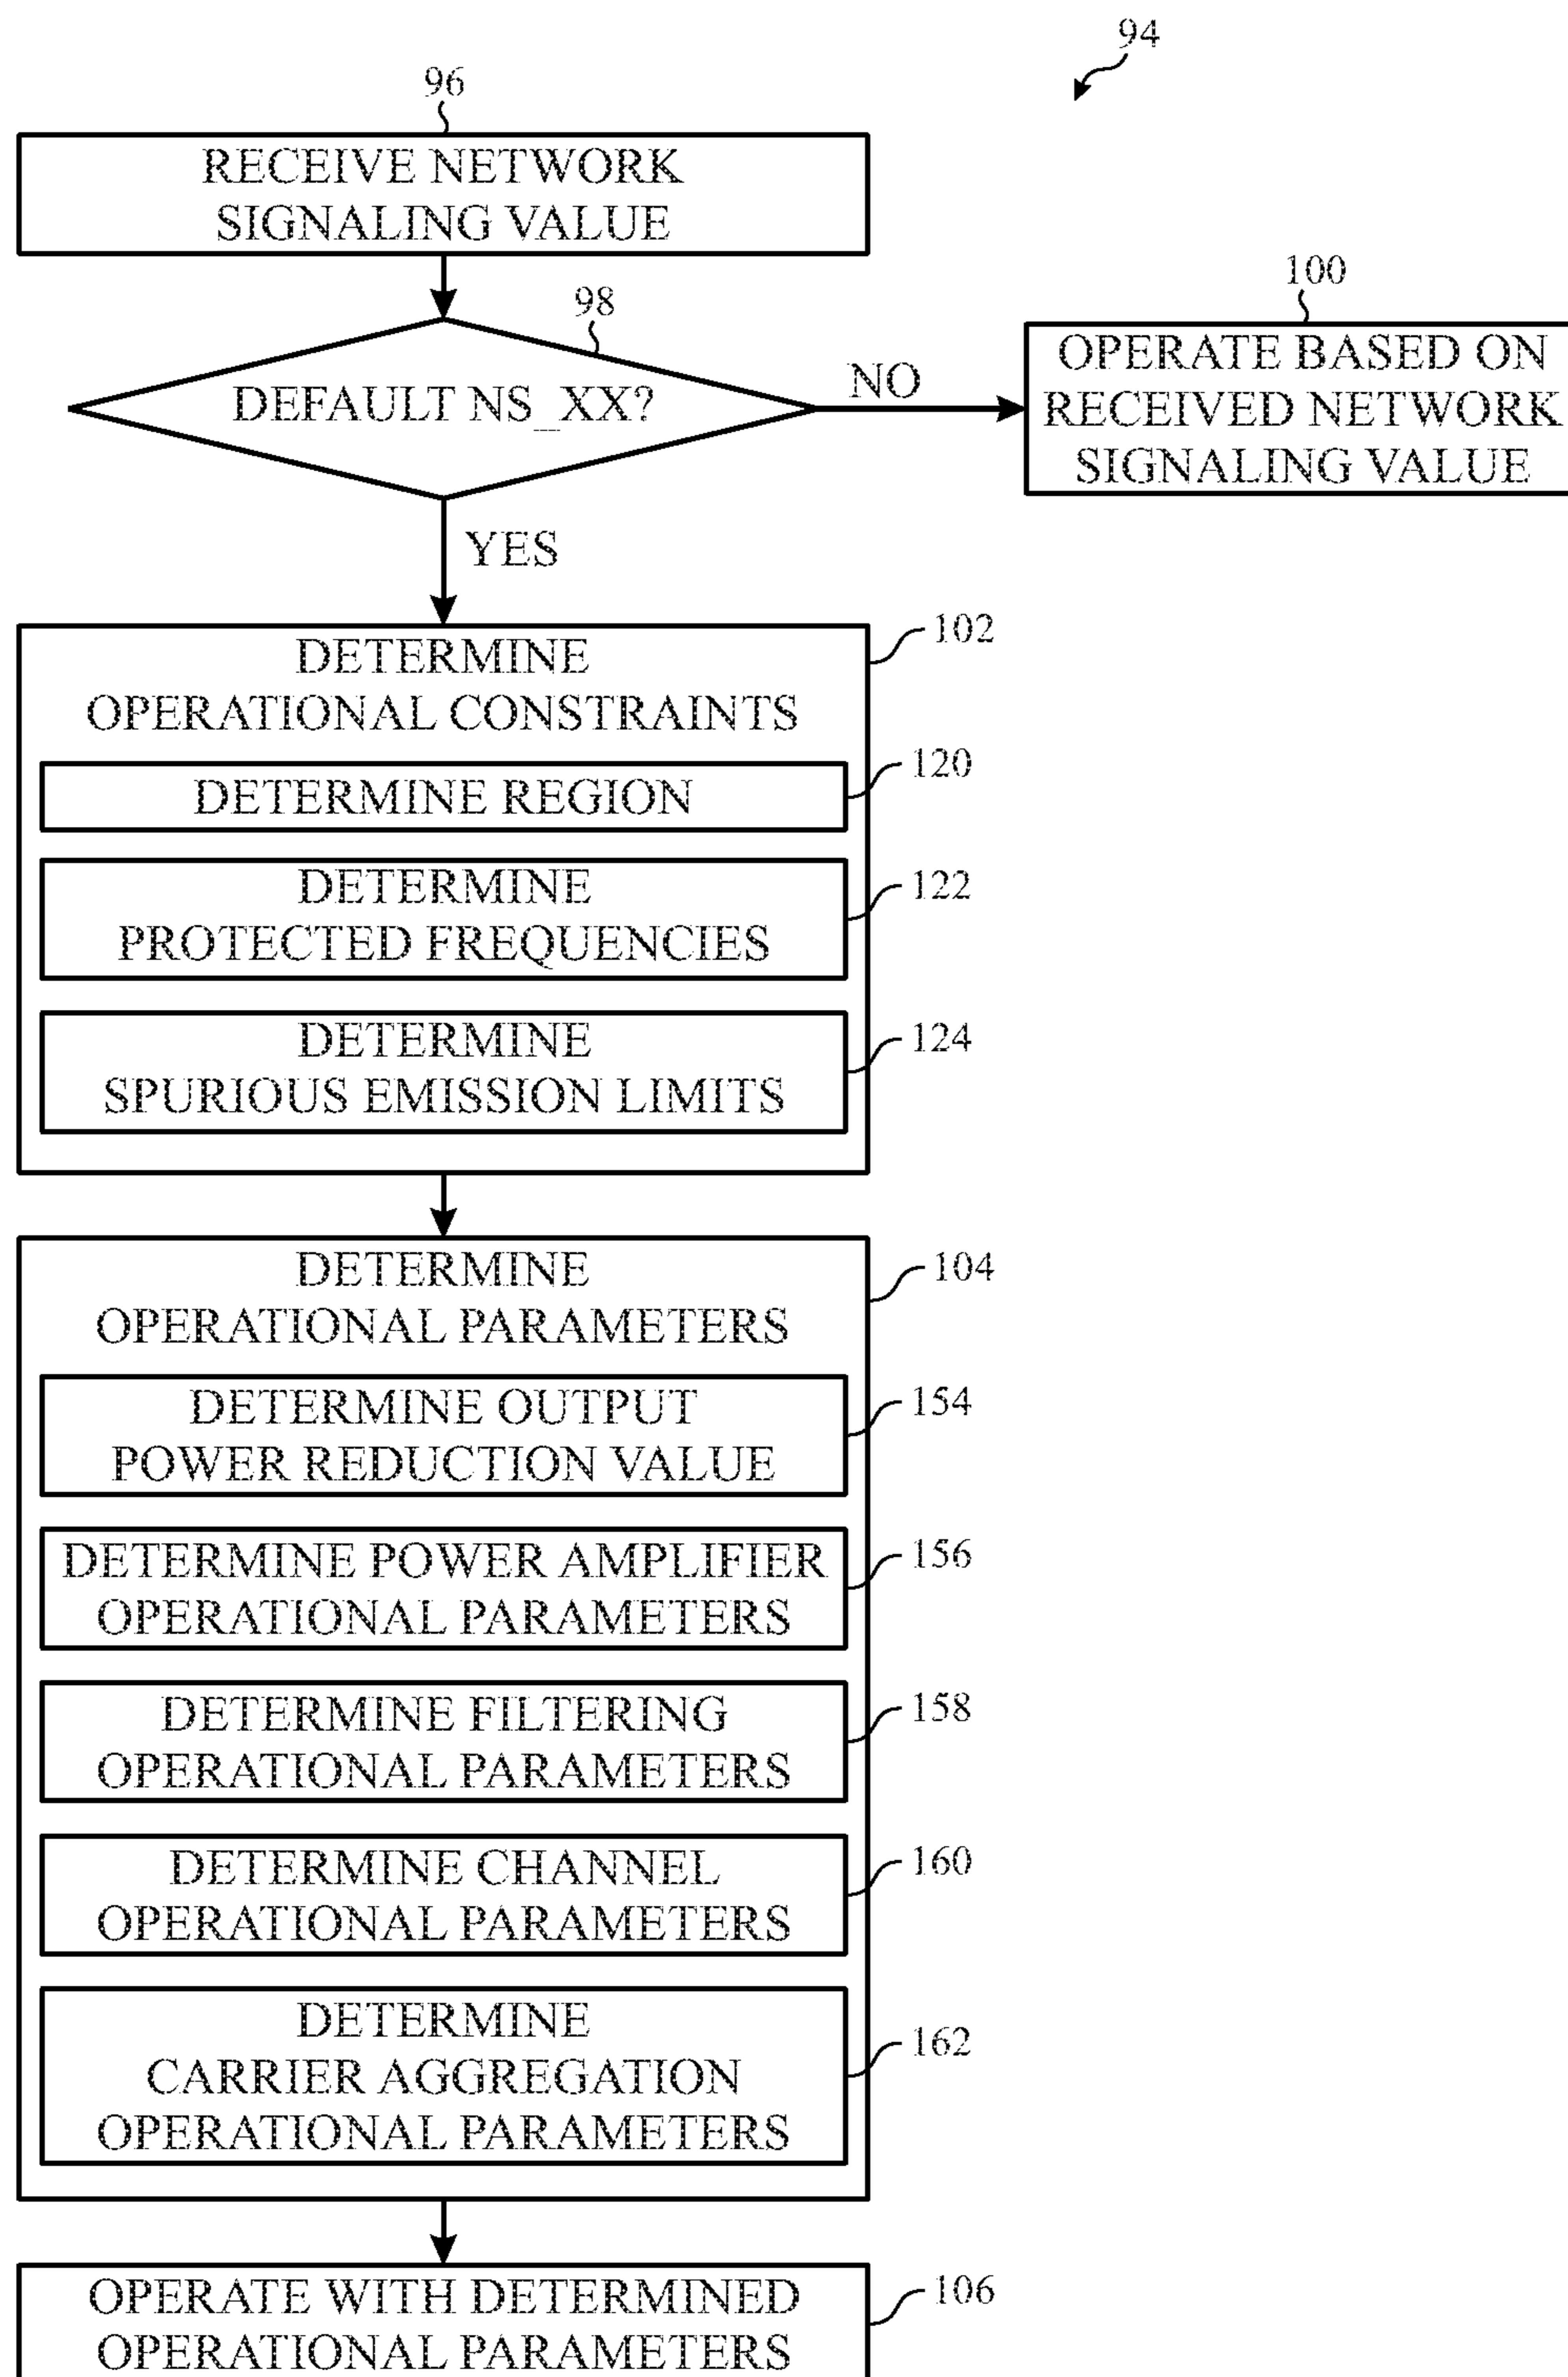 94
96
RECEIVE NETWORK
SIGNALING VALUE
98
DEFAULT NS_XX?
NO
100
OPERATE BASED ON
RECEIVED NETWORK
SIGNALING VALUE
YES
102
DETERMINE
OPERATIONAL CONSTRAINTS
120
DETERMINE REGION
122
DETERMINE
PROTECTED FREQUENCIES
124
DETERMINE
SPURIOUS EMISSION LIMITS
104
DETERMINE
OPERATIONAL PARAMETERS
154
DETERMINE OUTPUT
POWER REDUCTION VALUE
156
DETERMINE POWER AMPLIFIER
OPERATIONAL PARAMETERS
158
DETERMINE FILTERING
OPERATIONAL PARAMETERS
160
DETERMINE CHANNEL
OPERATIONAL PARAMETERS
162
DETERMINE
CARRIER AGGREGATION
OPERATIONAL PARAMETERS
106
OPERATE WITH DETERMINED
OPERATIONAL PARAMETERS